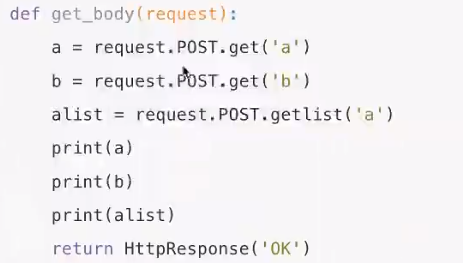 def get_body(request):
    a = request.POST.get('a')
    b = request.POST.get('b')
    alist = request.POST.getlist('a')
    print(a)
    print(b)
    print(alist)
    return HttpResponse('OK')